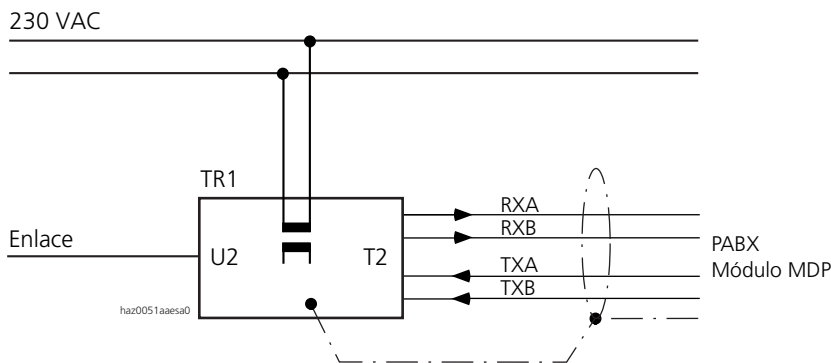 230 VAC
TR1
RXA
RXB
Enlace
U2
T2
TXA
TXB
PABX
Módulo MDP
haz0051aaesa0